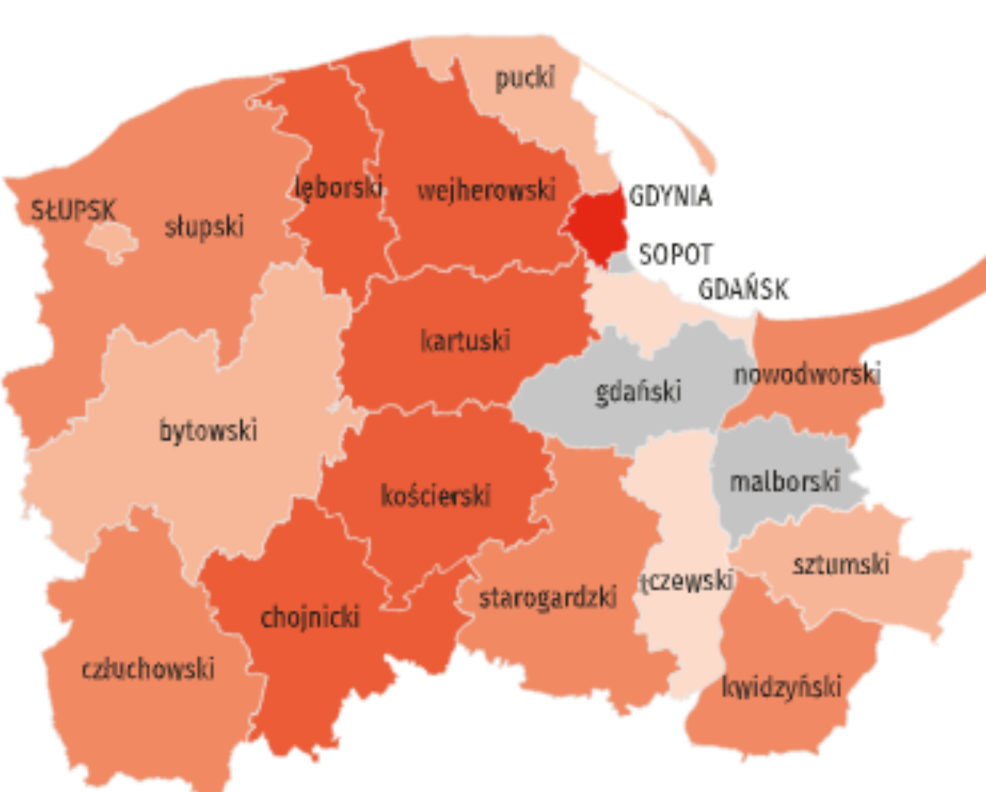 pucki
lęborski
wejherowski
GDYNIA
SŁUPSK
słupski
SOPOT
GDAŃSK
kartuski
gdański
nowodworski
bytowski
kościerski
malborski
sztumski
starogardzki
tczewski
chojnicki
człuchowski
kwidzyński